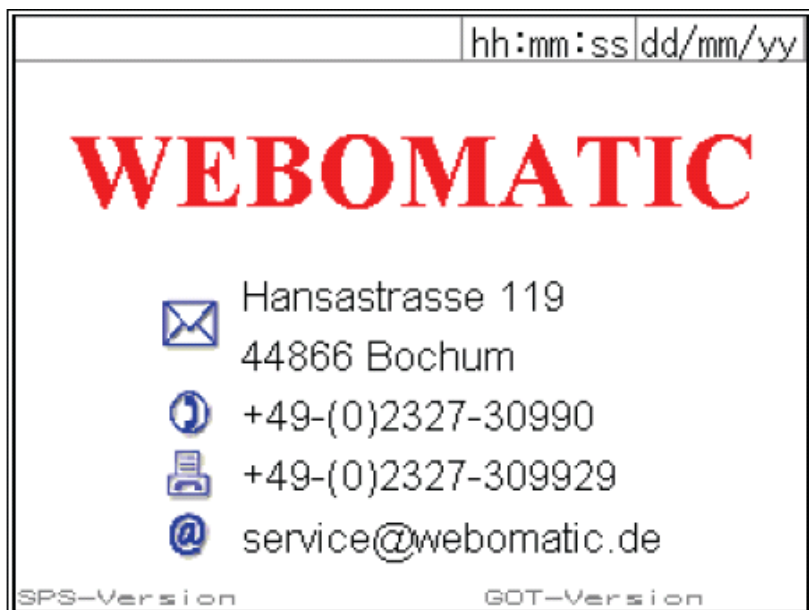 hh:mm:ss dd/mm/yy
WEBOMATIC
Hansastrasse 119
44866 Bochum
+49-(0)2327-30990
+49-(0)2327-309929
service@webomatic.de
SPS-Version GOT-Version